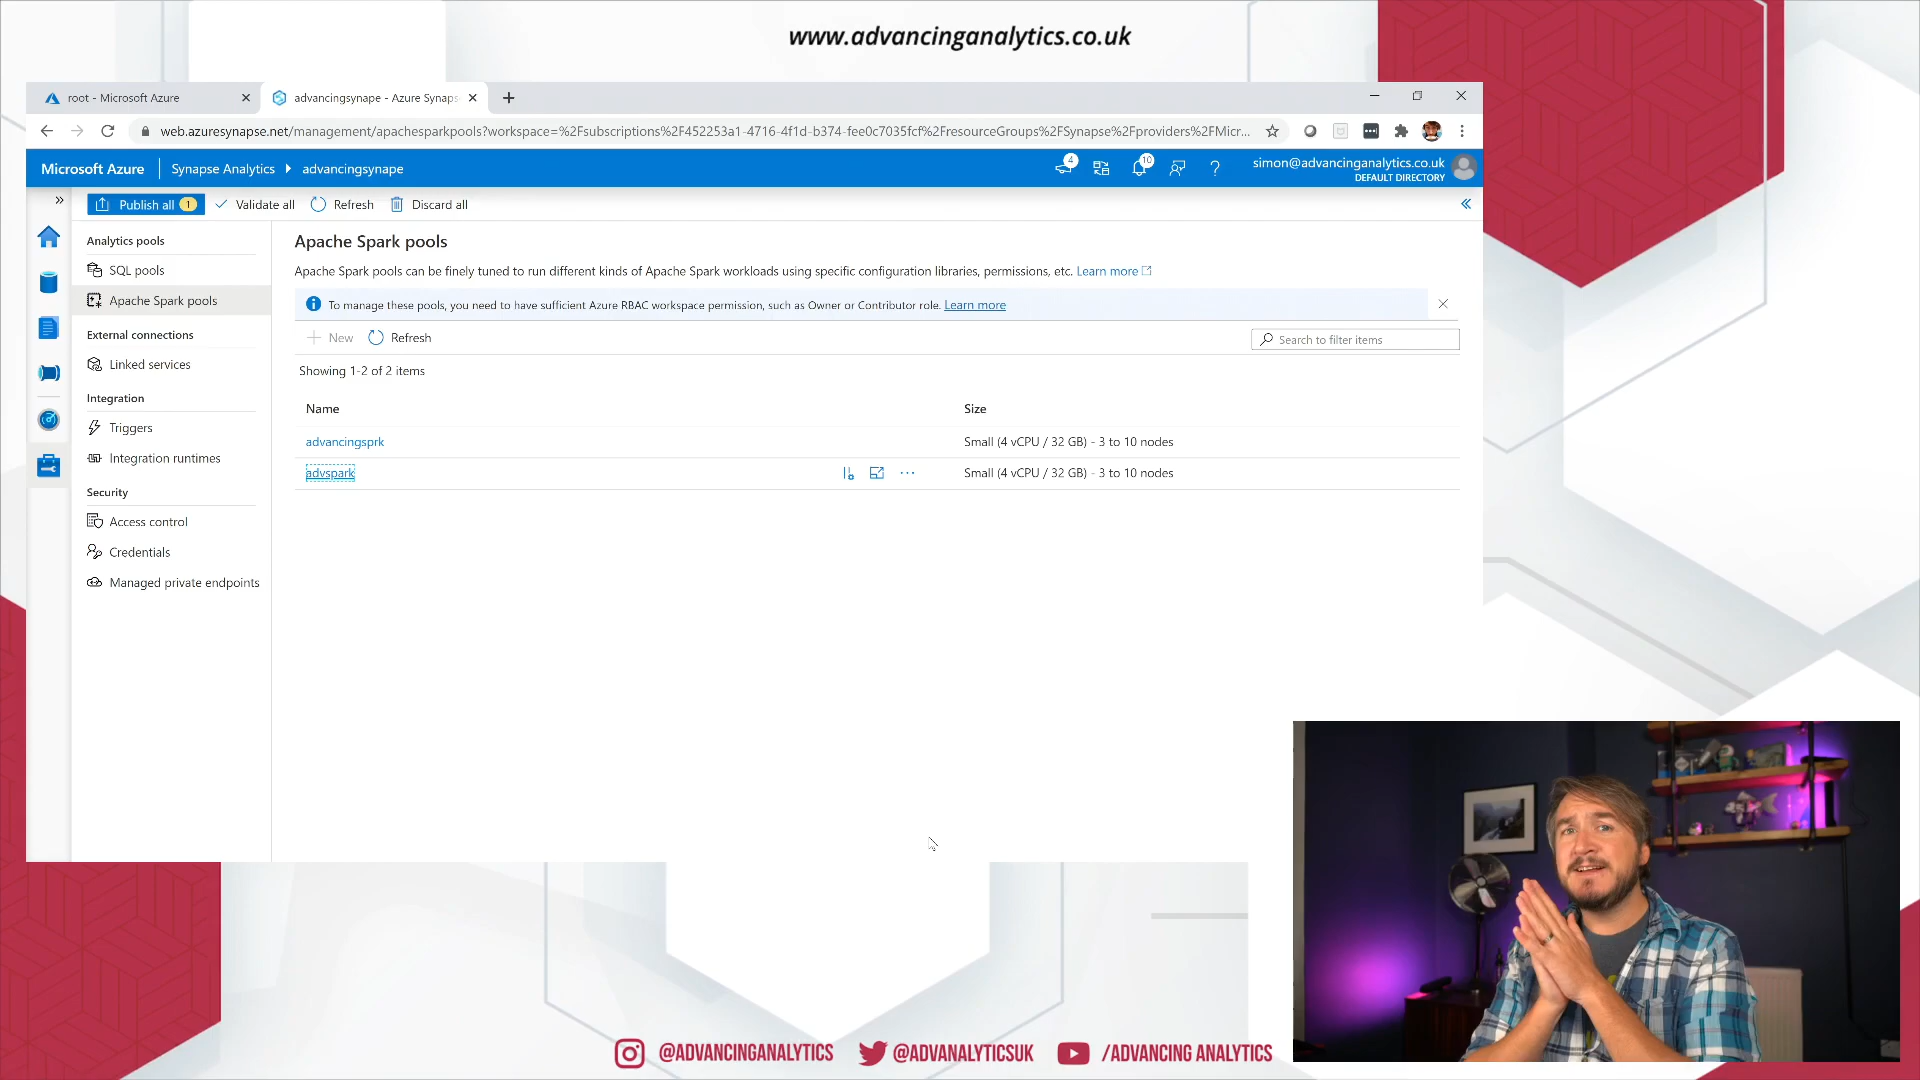 www.advancinganalytics.co.uk
root - Microsoft Azure
advancingsynape - Azure Synaps
web.azuresynapse.net/management/apachesparkpools?workspace=%2Fsubscriptions%2F452253a1-4716-4f1d-b374-fee0c7035fcf%2FresourceGroups%2FSynapse%2Fproviders%2FMicr...
Microsoft Azure
Synapse Analytics
advancingsynape
4
10
?
simon@advancinganalytics.co.uk
DEFAULT DIRECTORY
Publish all 1
Validate all
Refresh
Discard all
Analytics pools
SQL pools
Apache Spark pools
External connections
Linked services
Integration
Triggers
Integration runtimes
Security
Access control
Credentials
Managed private endpoints
Apache Spark pools
Apache Spark pools can be finely tuned to run different kinds of Apache Spark workloads using specific configuration libraries, permissions, etc. Learn more
To manage these pools, you need to have sufficient Azure RBAC workspace permission, such as Owner or Contributor role. Learn more
New
Refresh
Search to filter items
Showing 1-2 of 2 items
Name Size
advancingsprk Small (4 vCPU / 32 GB) - 3 to 10 nodes
advspark ... Small (4 vCPU / 32 GB) - 3 to 10 nodes
@ADVANCINGANALYTICS
@ADVANALYTICSUK
/ADVANCING ANALYTICS